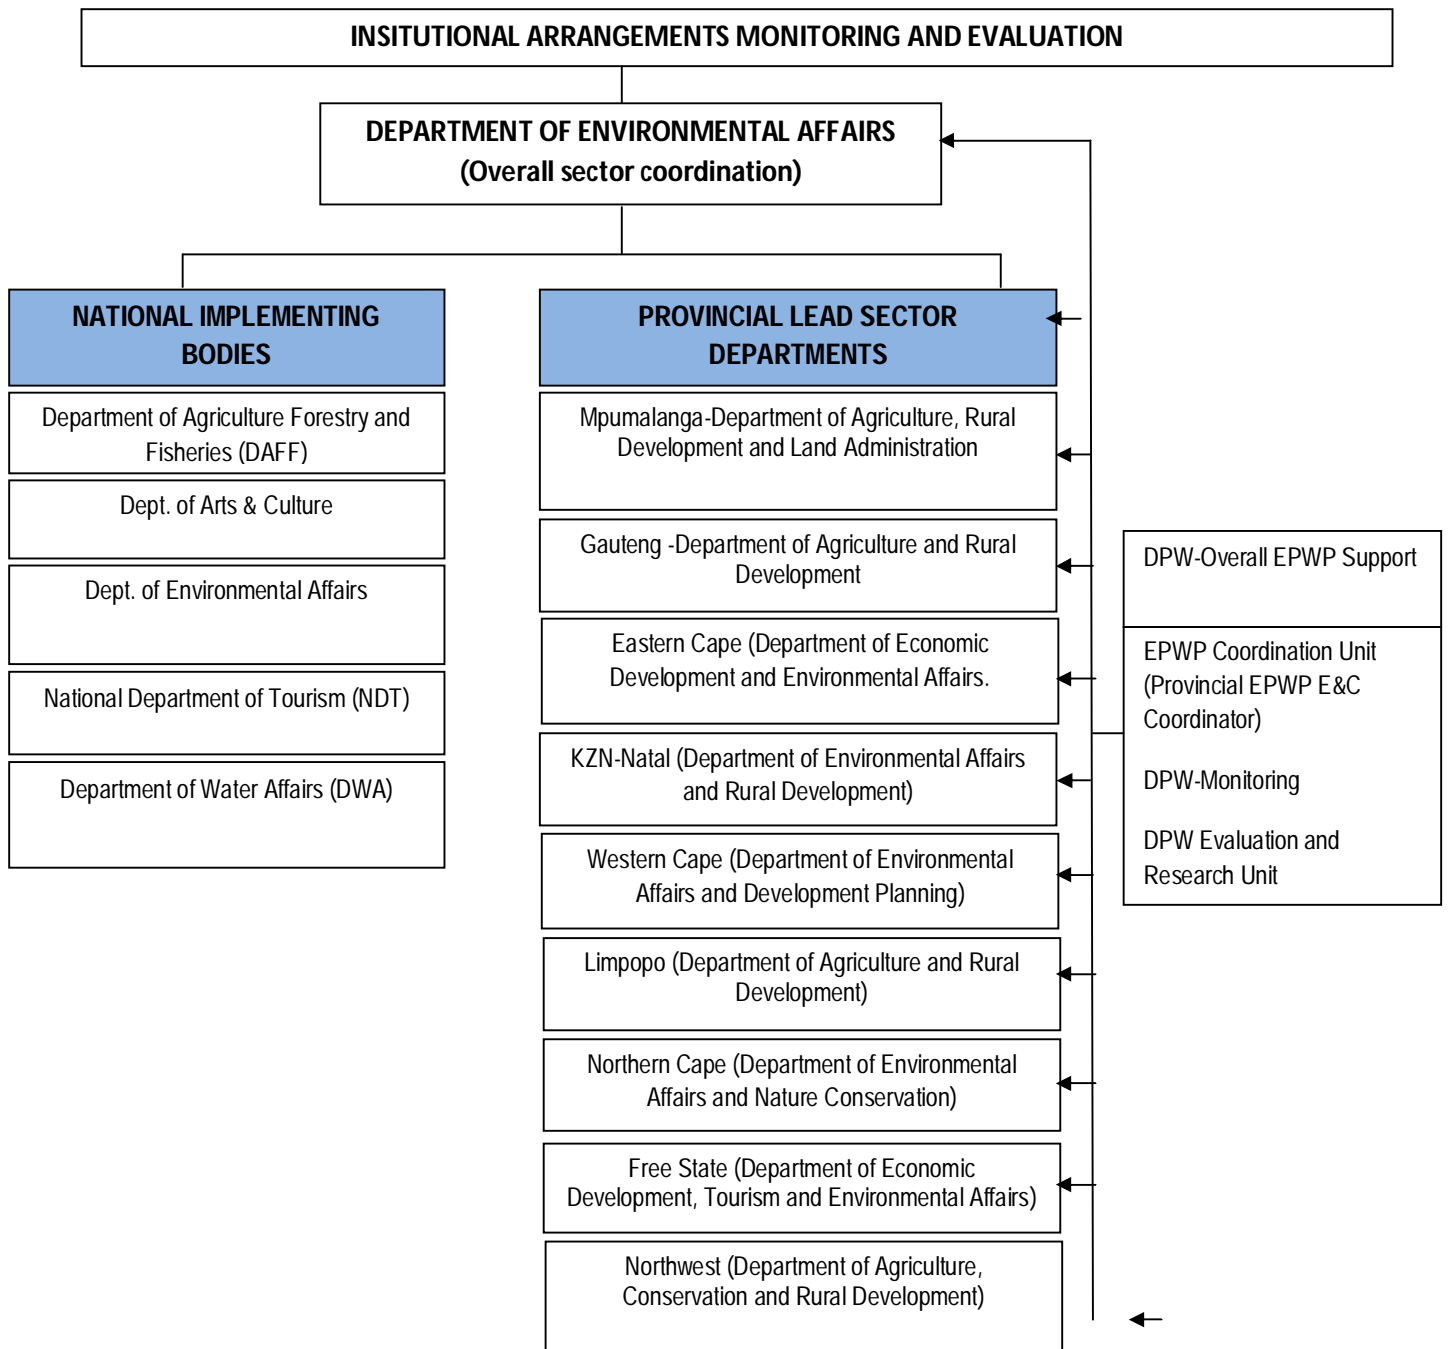 INSITUTIONAL ARRANGEMENTS MONITORING AND EVALUATION
DEPARTMENT OF ENVIRONMENTAL AFFAIRS
(Overall sector coordination)
NATIONAL IMPLEMENTING
BODIES
Department of Agriculture Forestry and
Fisheries (DAFF)
Dept. of Arts & Culture
Dept. of Environmental Affairs
National Department of Tourism (NDT)
Department of Water Affairs (DWA)
PROVINCIAL LEAD SECTOR
DEPARTMENTS
Mpumalanga-Department of Agriculture, Rural
Development and Land Administration
Gauteng -Department of Agriculture and Rural
Development
Eastern Cape (Department of Economic
Development and Environmental Affairs.
KZN-Natal (Department of Environmental Affairs
and Rural Development)
Western Cape (Department of Environmental
Affairs and Development Planning)
Limpopo (Department of Agriculture and Rural
Development)
Northern Cape (Department of Environmental
Affairs and Nature Conservation)
Free State (Department of Economic
Development, Tourism and Environmental Affairs)
Northwest (Department of Agriculture,
Conservation and Rural Development)
DPW-Overall EPWP Support
EPWP Coordination Unit
(Provincial EPWP E&C
Coordinator)
DPW-Monitoring
DPW Evaluation and
Research Unit